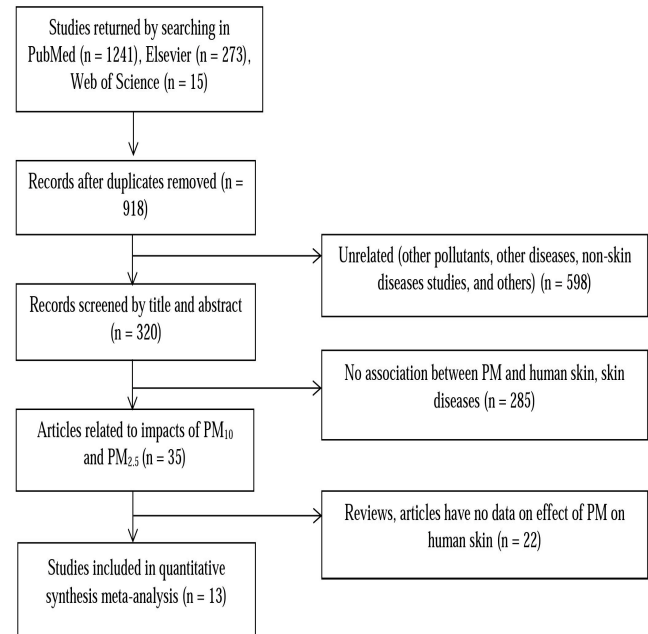 Studies returned by searching in
PubMed (n = 1241), Elsevier (n = 273),
Web of Science (n = 15)
Records after duplicates removed (n =
918)
Unrelated (other pollutants, other diseases, non-skin
diseases studies, and others) (n = 598)
Records screened by title and abstract
(n = 320)
No association between PM and human skin, skin
diseases (n = 285)
Articles related to impacts of PM₁₀
and PM₂.₅ (n = 35)
Reviews, articles have no data on effect of PM on
human skin (n = 22)
Studies included in quantitative
synthesis meta-analysis (n = 13)